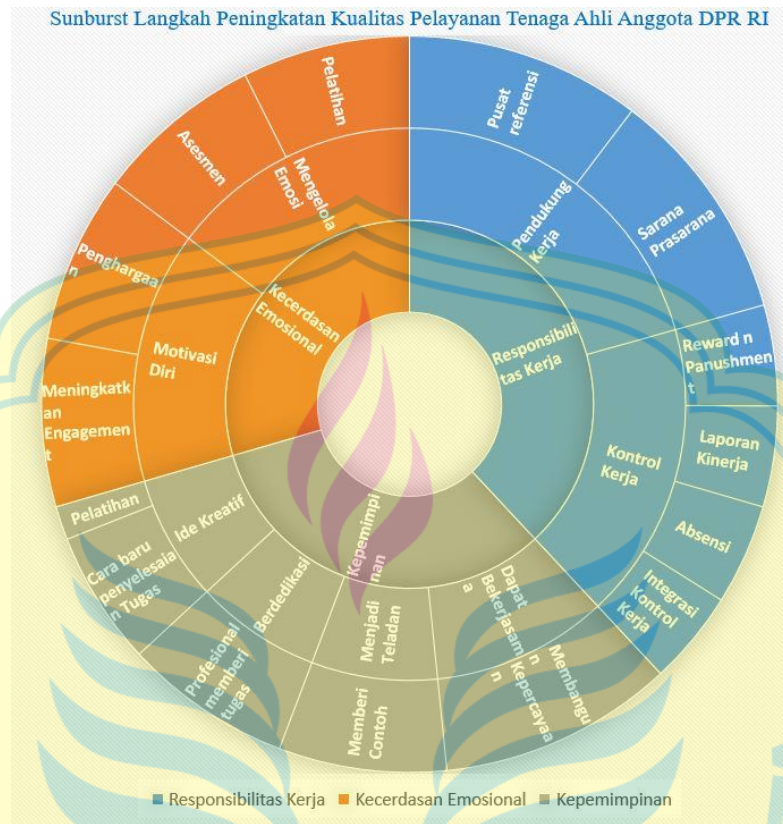 Sunburst Langkah Peningkatan Kualitas Pelayanan Tenaga Ahli Anggota DPR RI
Pusat
referensi
Sarana
Prasarana
Pendukung
Kerja
Reward n
Panushmen
t
Responsibili
tas Kerja
Kontrol
Kerja
Laporan
Kinerja
Absensi
Integrasi
Kontrol
Kerja
Pelatihan
Asesmen
Mengelola
Emosi
Penghargaa
n
Kecerdasan
Emosional
Motivasi
Diri
Meningkatk
an
Engagemen
t
Pelatihan
Ide Kreatif
Cara baru
penyelesaia
n Tugas
Kepemimpi
nan
Berdedikasi
Profesional
memberi
tugas
Menjadi
Teladan
Memberi
Contoh
Dapat
Bekerjasam
a
Membangu
n
Kepercayaa
n
Responsibilitas Kerja Kecerdasan Emosional Kepemimpinan